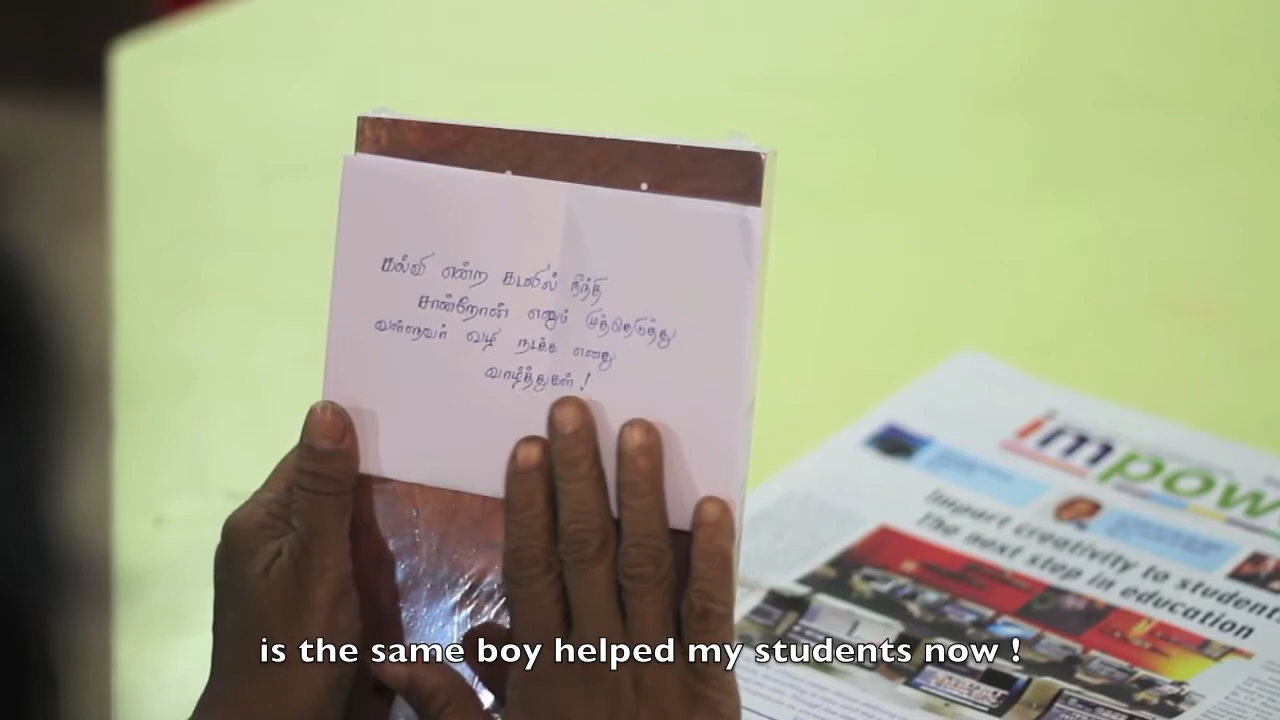 கல்வி என்ற கடலில் நீந்தி
சான்றோன் எனும் முத்தெடுத்து
வள்ளுவர் வழி நடக்க எனது
வாழ்த்துகள் !
impow
Impart creativity to student
The next step in education
is the same boy helped my students now !